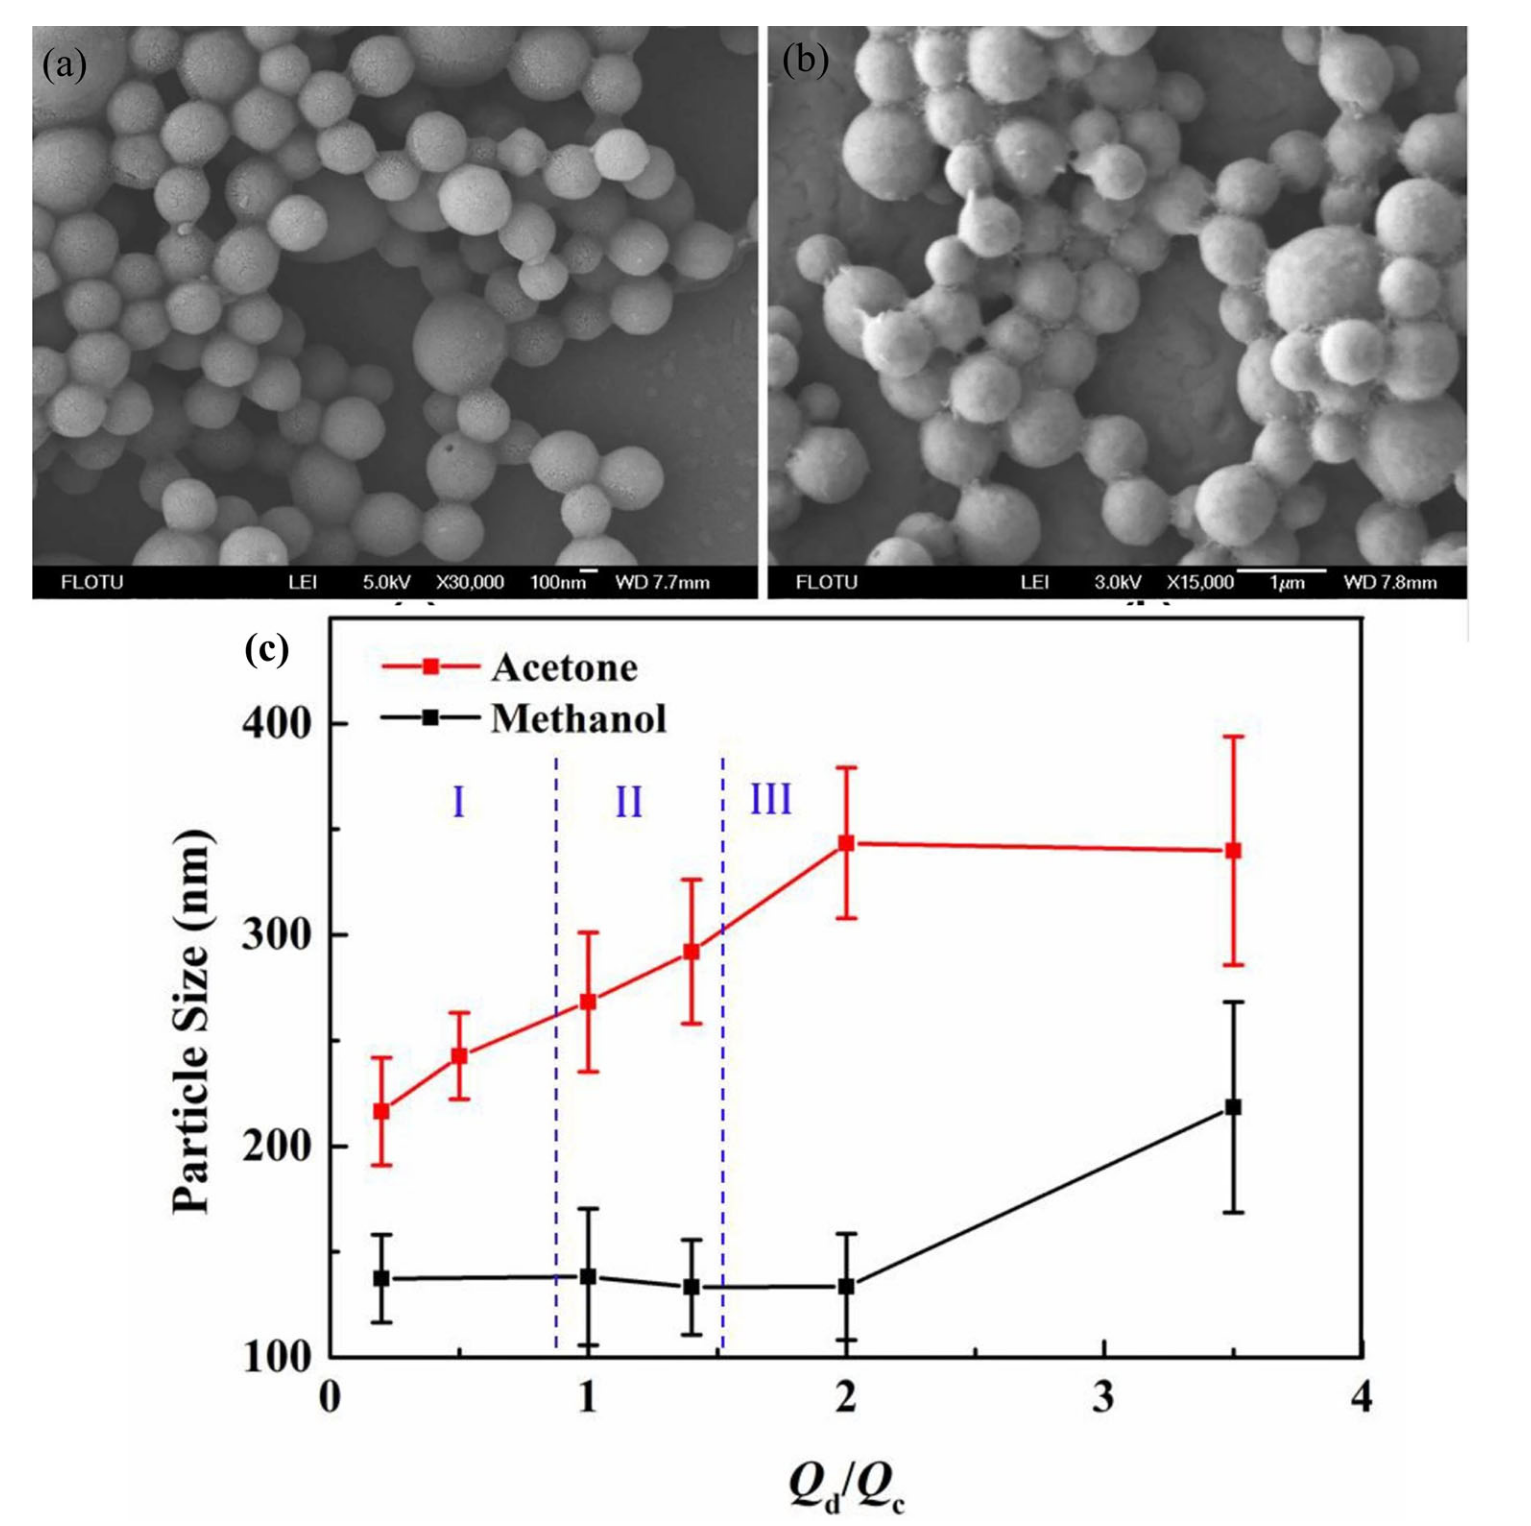 (a)
(b)
FLOTU LEI 5.0kV X30,000 100nm WD 7.7mm
FLOTU LEI 3.0kV X15,000 1μm WD 7.8mm
(c)
Acetone
Methanol
400
300
200
100
I II III
Particle Size (nm)
0 1 2 3 4
Qd/Qc